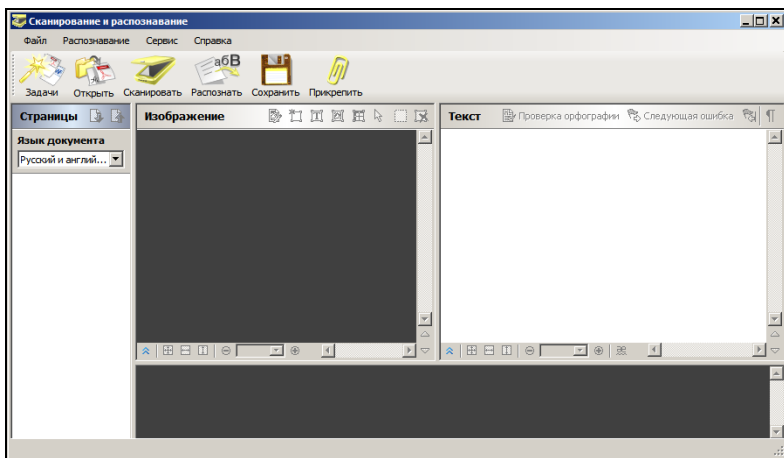 Сканирование и распознавание
Файл Распознавание Сервис Справка
абВ
Задачи Открыть Сканировать Распознать Сохранить Прикрепить
Страницы Изображение Текст Проверка орфографии Следующая ошибка
Язык документа
Русский и англий...